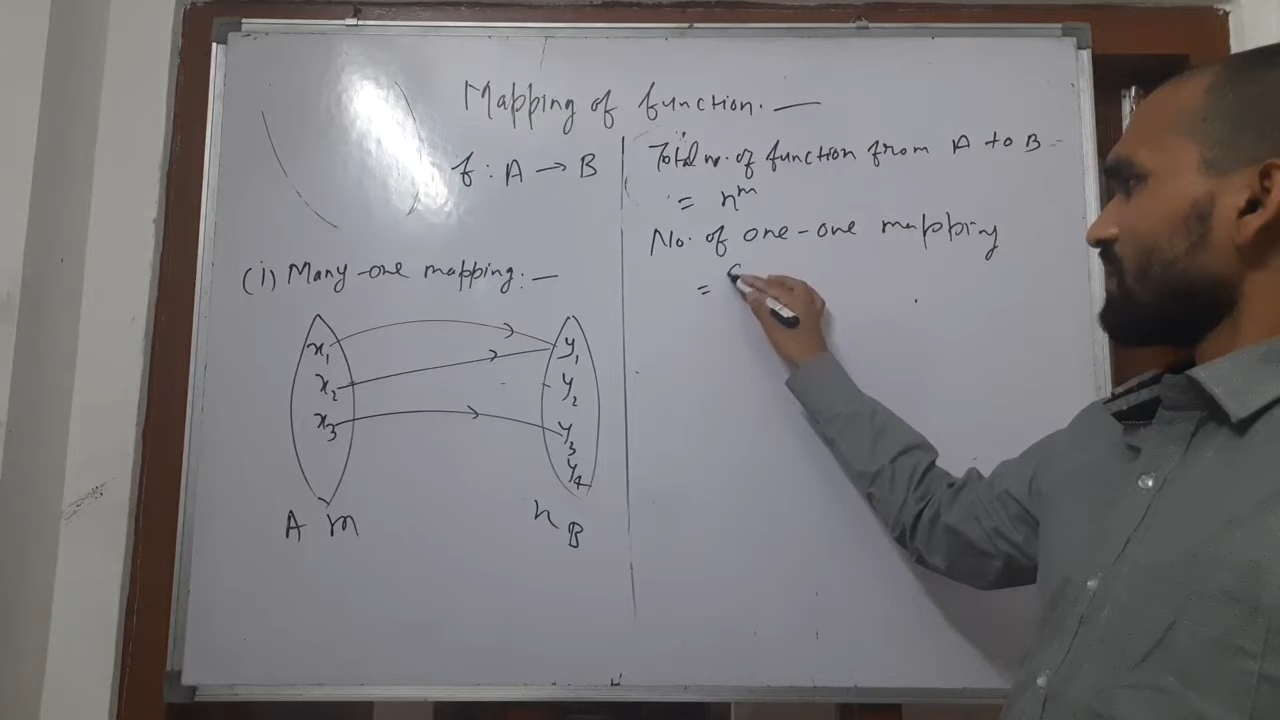 Mapping of function. —
f : A → B
(i) Many-one mapping: —
x₁
x₂
x₃
A m
y₁
y₂
y₃
y₄
n B
Total no. of function from A to B -
= n^m
No. of one-one mapping
=